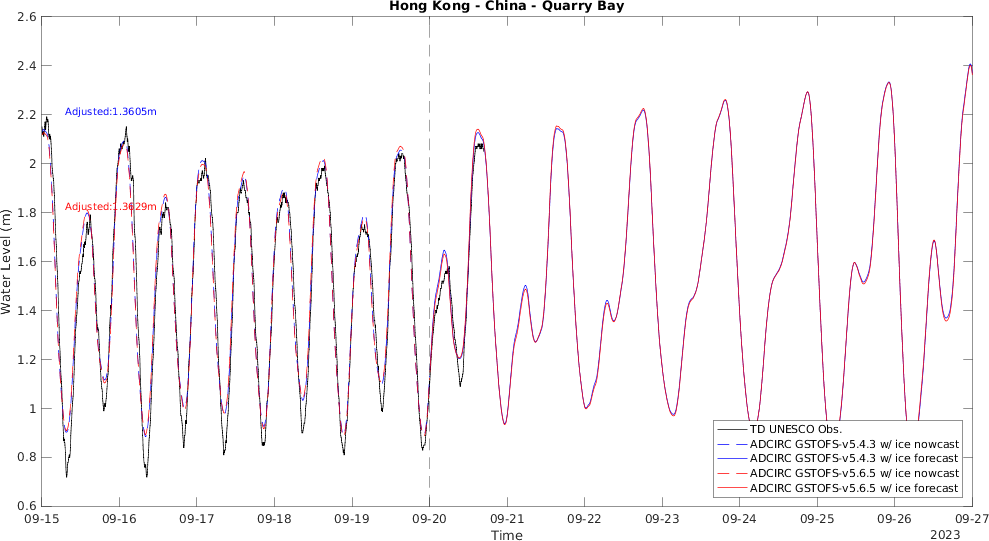 Hong Kong - China - Quarry Bay
2.6
2.4
2.2
2
1.8
1.6
1.4
1.2
1
0.8
0.6
Water Level (m)
Adjusted:1.3605m
Adjusted:1.3629m
TD UNESCO Obs.
ADCIRC GSTOFS-v5.4.3 w/ ice nowcast
ADCIRC GSTOFS-v5.4.3 w/ ice forecast
ADCIRC GSTOFS-v5.6.5 w/ ice nowcast
ADCIRC GSTOFS-v5.6.5 w/ ice forecast
09-15 09-16 09-17 09-18 09-19 09-20 09-21 09-22 09-23 09-24 09-25 09-26 09-27
Time
2023